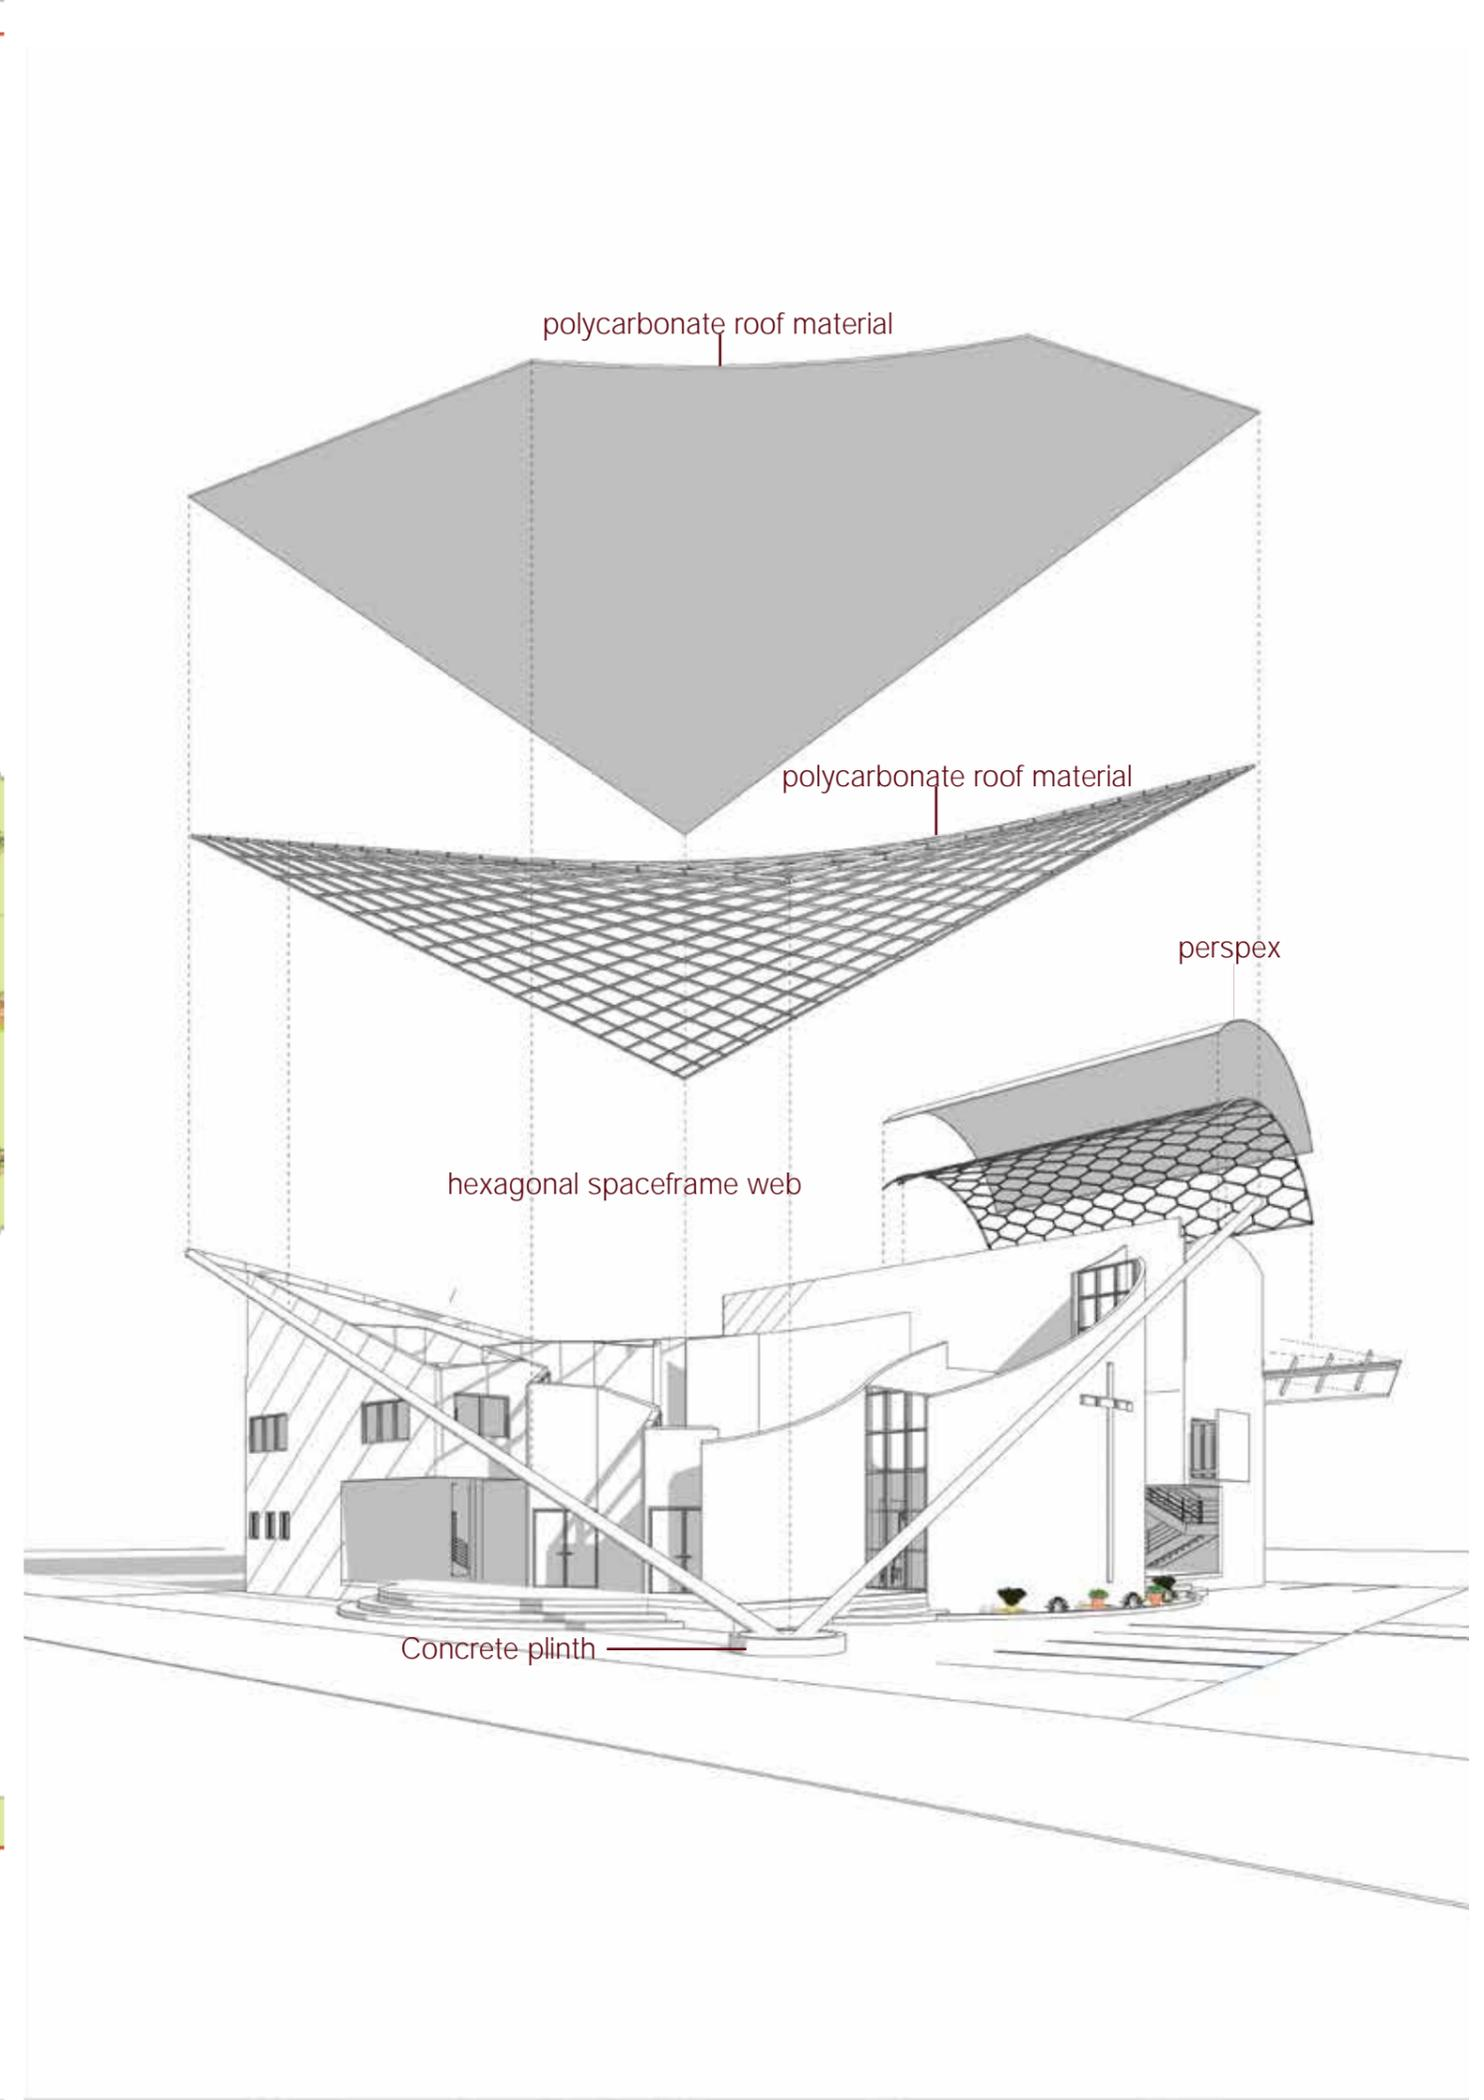 polycarbonate roof material
polycarbonate roof material
perspex
hexagonal spaceframe web
Concrete plinth